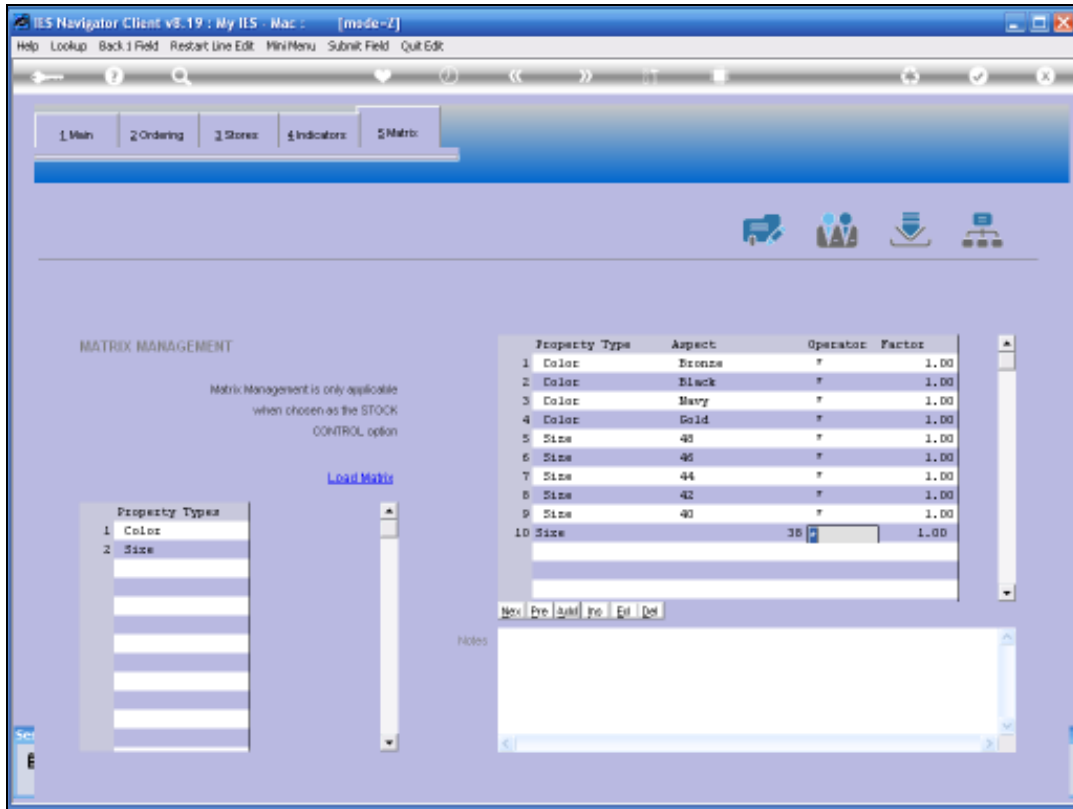 IES Navigator Client v8.19 : My IES - Mac : [mode=Z]
Help Lookup Back 1 Field Restart Line Edit MiniMenu Submit Field Quit Edit
1 Main 2 Ordering 3 Stores 4 Indicators 5 Matrix
MATRIX MANAGEMENT
Matrix Management is only applicable
when chosen as the STOCK
CONTROL option
Load Matrix
Property Types
1 Color
2 Size
Property Type Aspect Operator Factor
1 Color Bronze * 1.00
2 Color Black * 1.00
3 Color Navy * 1.00
4 Color Gold * 1.00
5 Size 48 * 1.00
6 Size 46 * 1.00
7 Size 44 * 1.00
8 Size 42 * 1.00
9 Size 40 * 1.00
10 Size 38 * 1.00
Nex Pre Add Ins Del
Notes